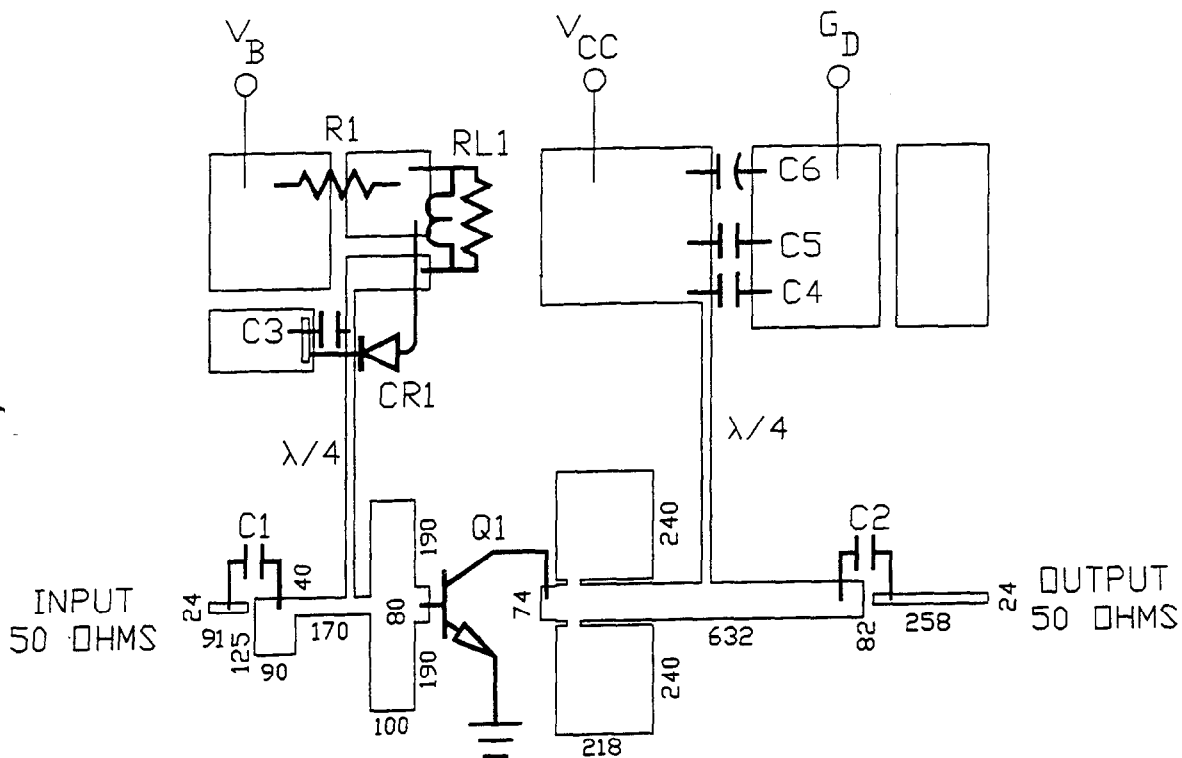 V_B
V_CC
G_D
R1
RL1
C6
C5
C4
C3
CR1
λ/4
λ/4
C1
40
190
Q1
240
C2
INPUT
50 OHMS
24
91
125
90
170
80
190
100
74
240
218
632
82
258
24
OUTPUT
50 OHMS